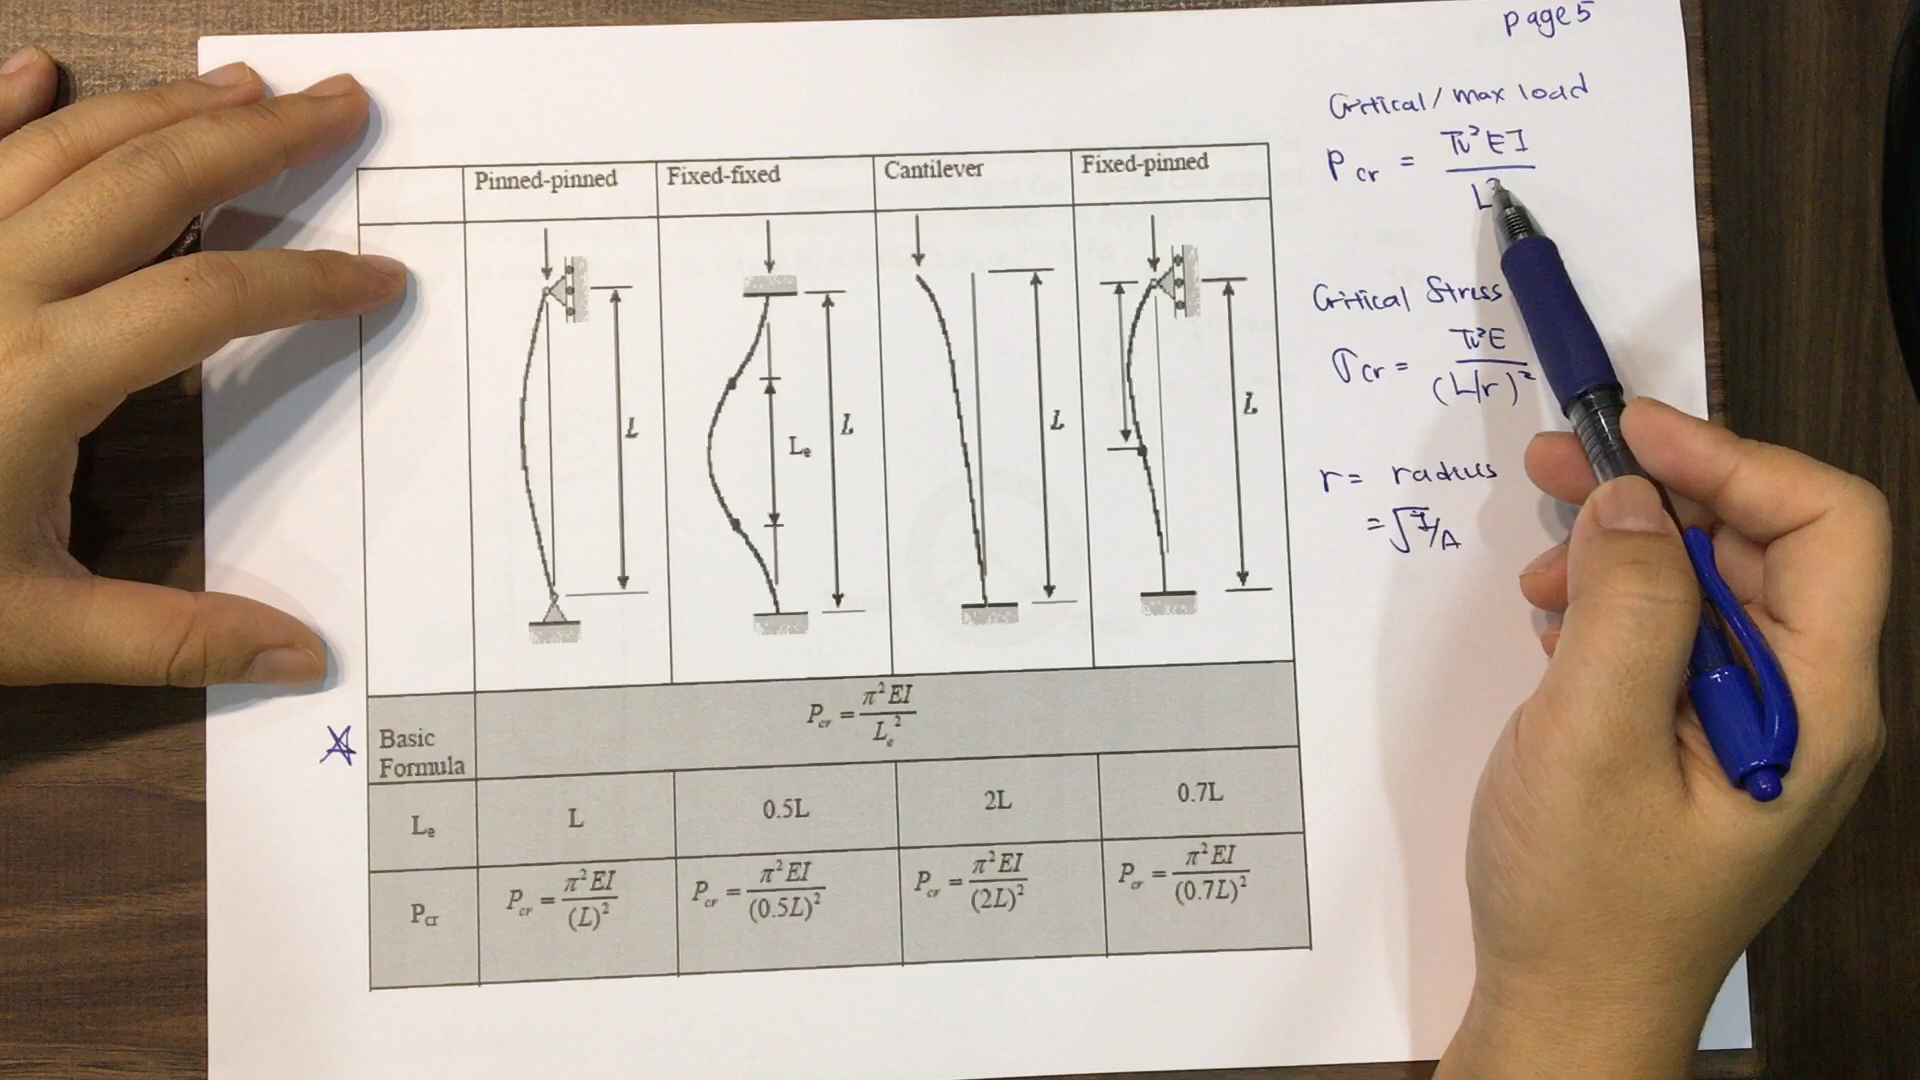 page 5
Critical / max load
Pcr = π²EI / L²
Critical Stress
σcr = π²E / (L/r)²
r = radius
= √I/A
Pinned-pinned
Fixed-fixed
Cantilever
Fixed-pinned
L
Le
L
L
L
Basic Formula
Pcr = π²EI / Le²
Le
L
0.5L
2L
0.7L
Pcr
Pcr = π²EI / (L)²
Pcr = π²EI / (0.5L)²
Pcr = π²EI / (2L)²
Pcr = π²EI / (0.7L)²